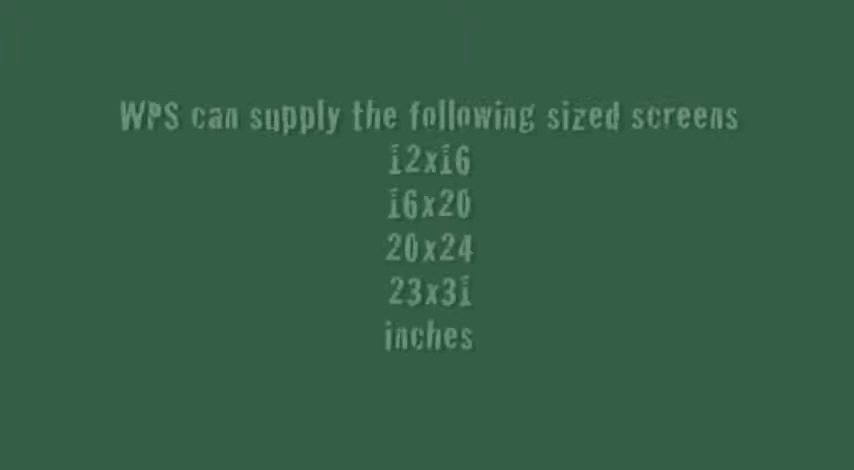 WPS can supply the following sized screens
12x16
16x20
20x24
23x31
inches